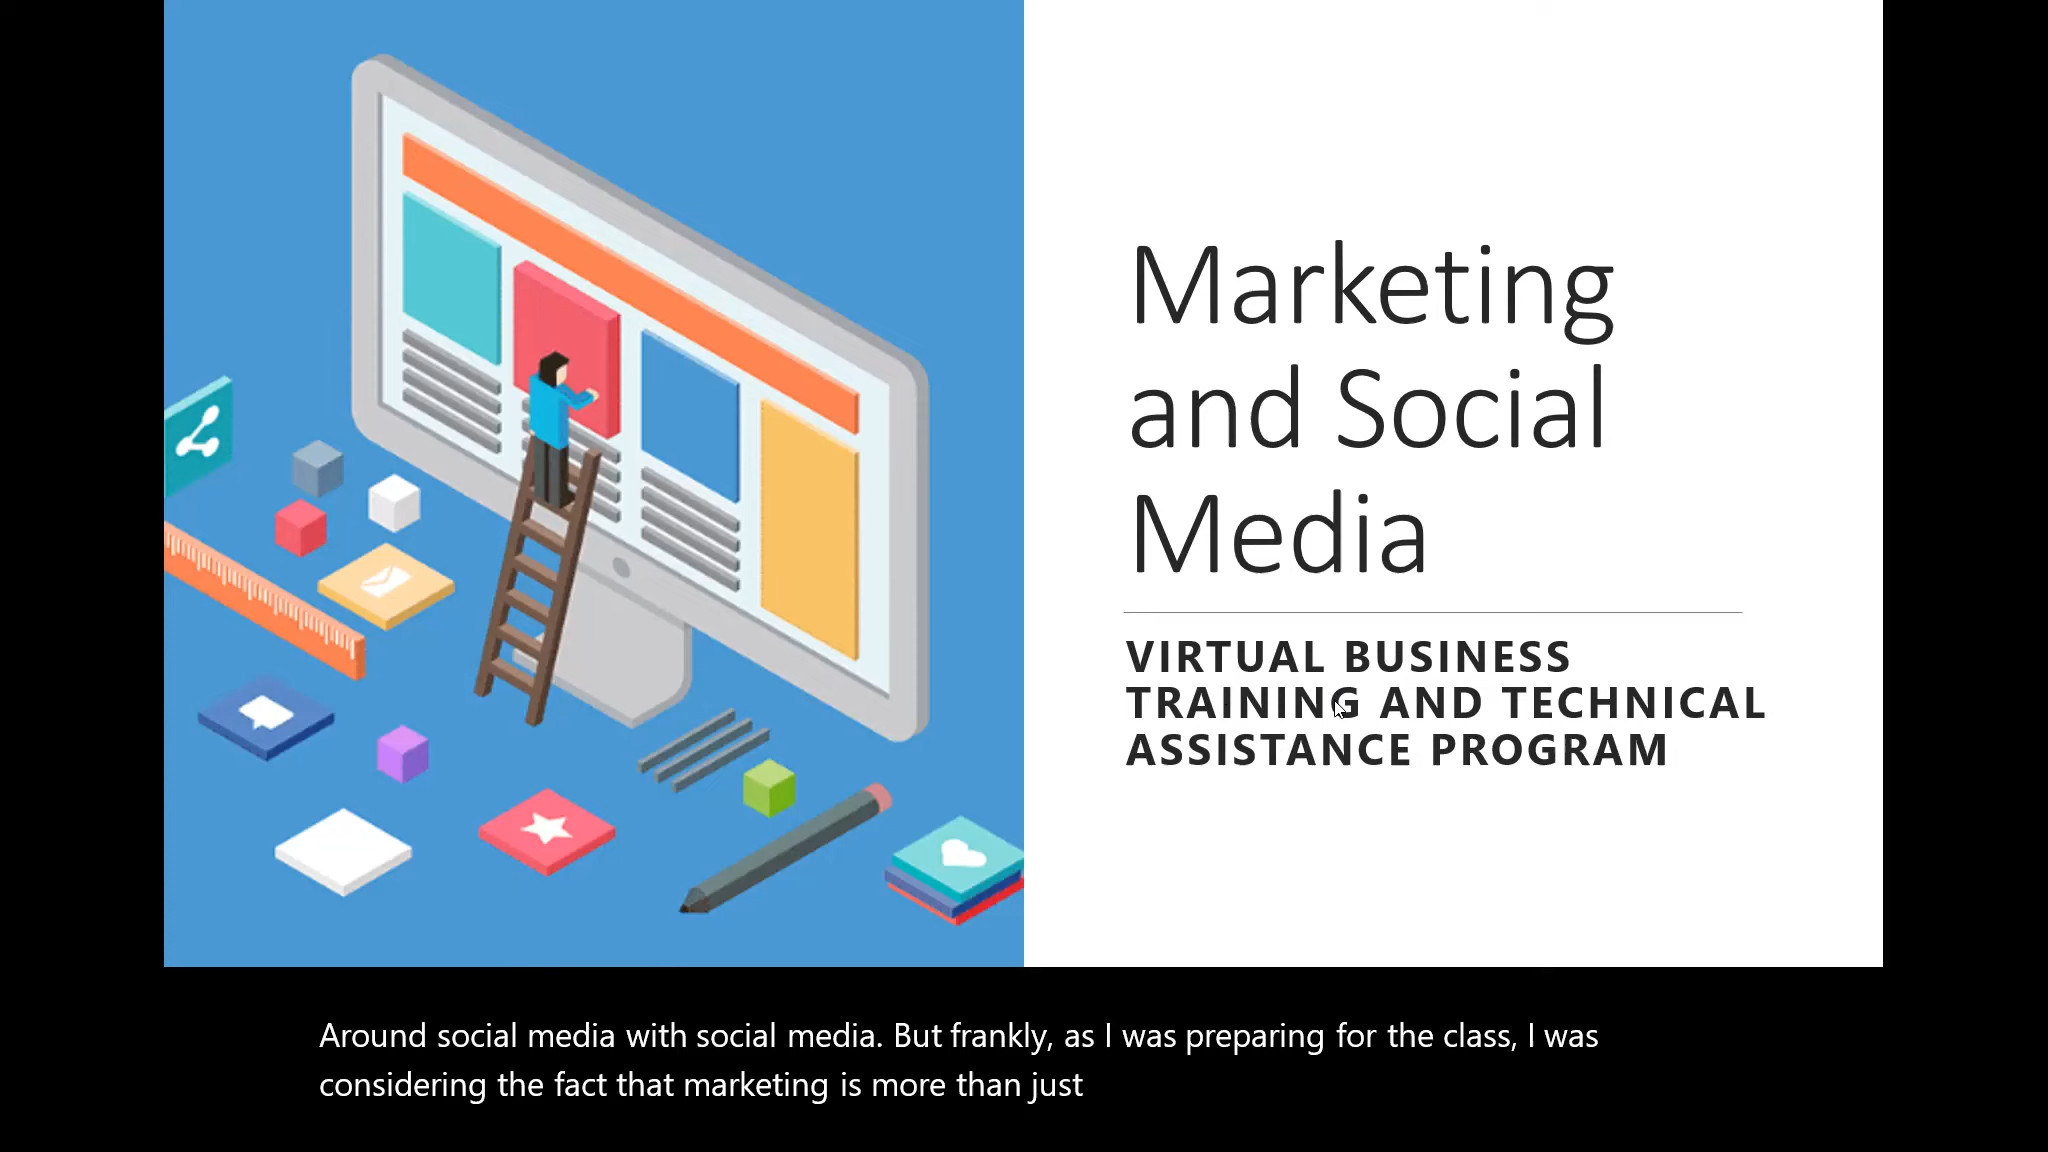 Marketing
and Social
Media
VIRTUAL BUSINESS
TRAINING AND TECHNICAL
ASSISTANCE PROGRAM
Around social media with social media. But frankly, as I was preparing for the class, I was
considering the fact that marketing is more than just